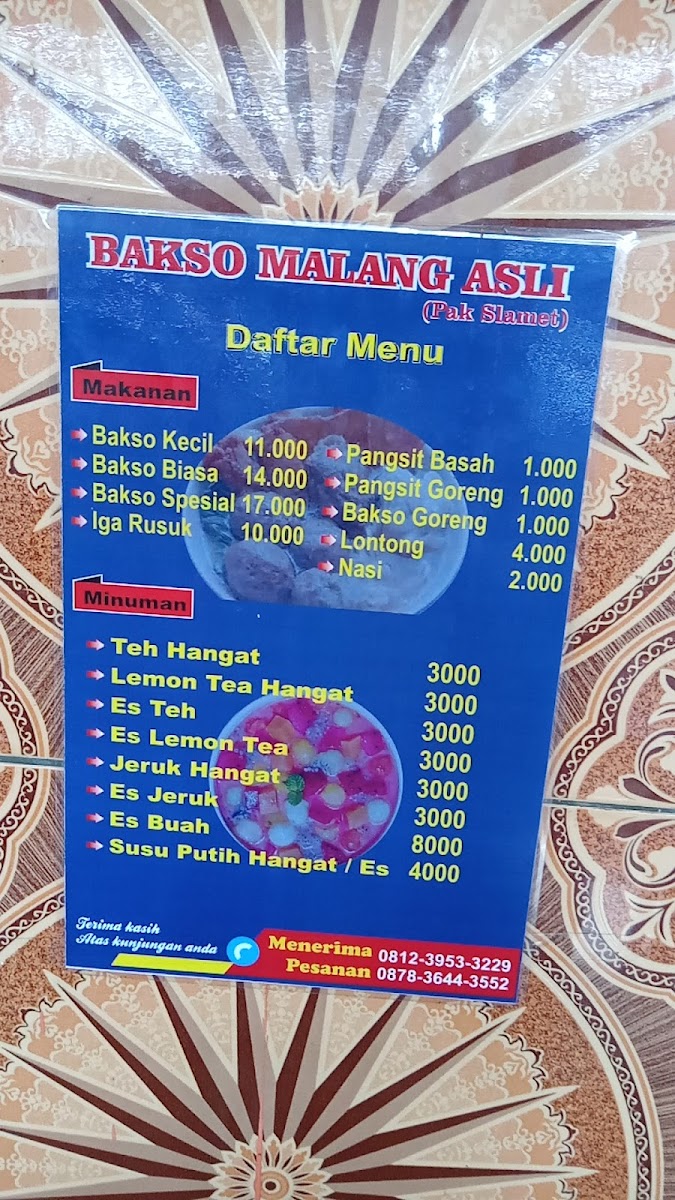 BAKSO MALANG ASLI
(Pak Slamet)
Daftar Menu
Makanan
Bakso Kecil 11.000
Bakso Biasa 14.000
Bakso Spesial 17.000
Iga Rusuk 10.000
Pangsit Basah 1.000
Pangsit Goreng 1.000
Bakso Goreng 1.000
Lontong 4.000
Nasi 2.000
Minuman
Teh Hangat 3000
Lemon Tea Hangat 3000
Es Teh 3000
Es Lemon Tea 3000
Jeruk Hangat 3000
Es Jeruk 3000
Es Buah 8000
Susu Putih Hangat / Es 4000
Terima kasih
Atas kunjungan anda
Menerima 0812-3953-3229
Pesanan 0878-3644-3552